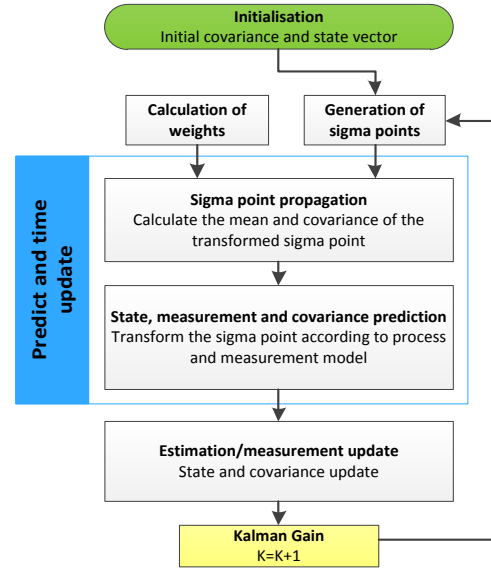 Initialisation
Initial covariance and state vector
Calculation of
weights
Generation of
sigma points
Predict and time
update
Sigma point propagation
Calculate the mean and covariance of the
transformed sigma point
State, measurement and covariance prediction
Transform the sigma point according to process
and measurement model
Estimation/measurement update
State and covariance update
Kalman Gain
K=K+1